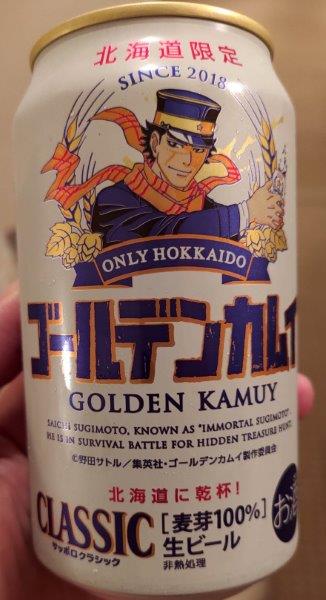 北海道限定
SINCE 2018
ONLY HOKKAIDO
ゴールデンカムイ
GOLDEN KAMUY
SAICHI SUGIMOTO, KNOWN AS "IMMORTAL SUGIMOTO".
HE IS IN SURVIVAL BATTLE FOR HIDDEN TREASURE HUNT.
©野田サトル／集英社・ゴールデンカムイ製作委員会
北海道に乾杯!
CLASSIC
サッポロクラシック
[麦芽100%]
生ビール
非熱処理
お酒